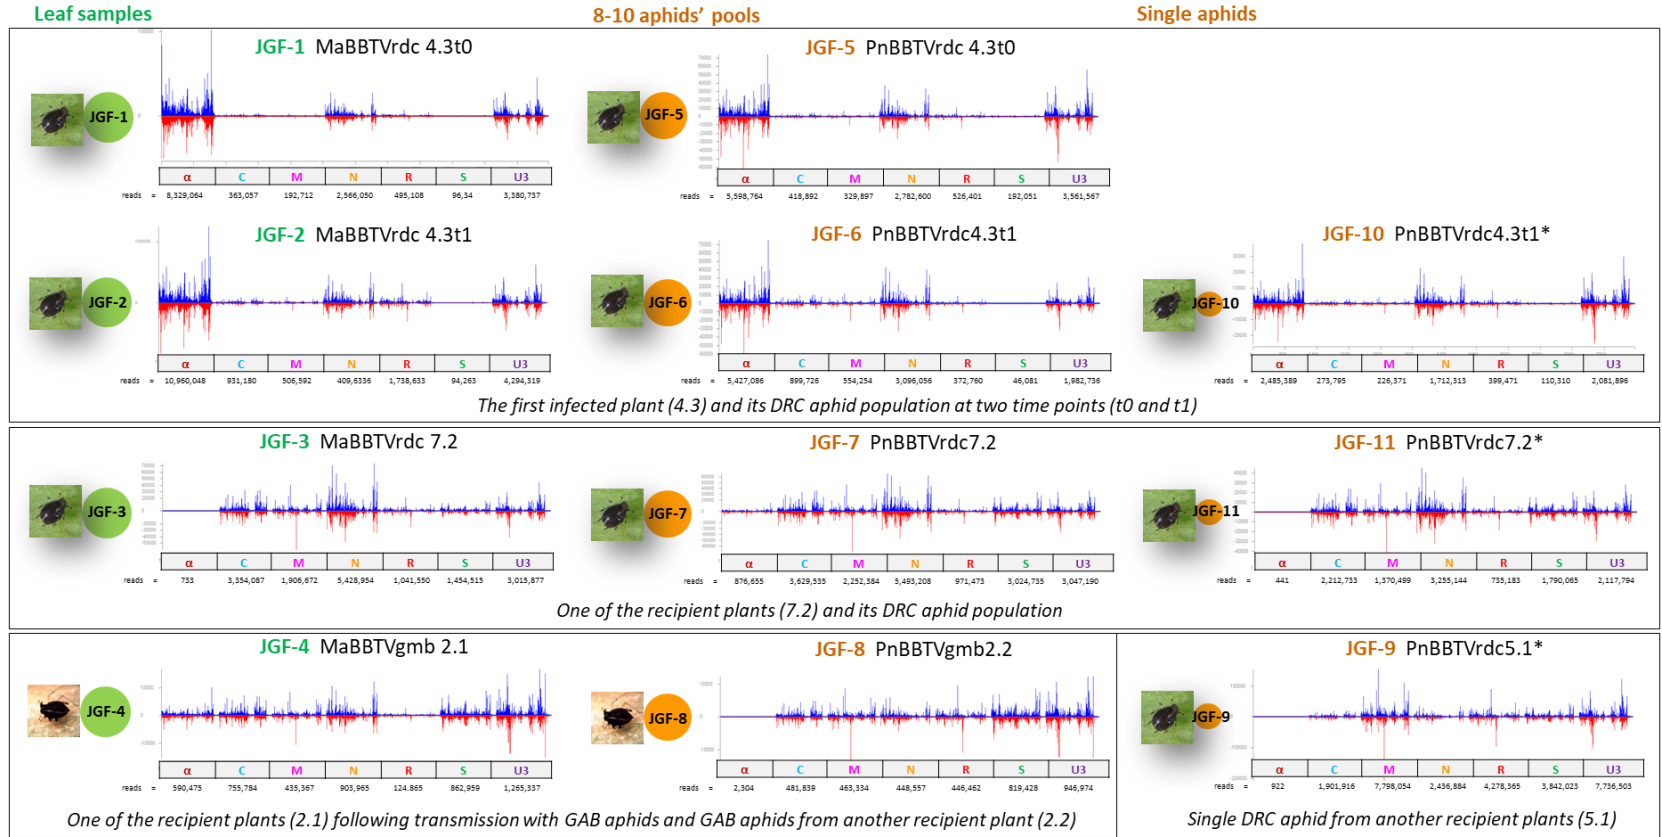 Leaf samples 8-10 aphids' pools Single aphids
JGF-1 MaBBTVrdc 4.3t0
JGF-1
α C M N R S U3
reads = 8,329,064 363,057 192,712 2,566,050 495,108 96,34 3,380,737
JGF-5 PnBBTVrdc 4.3t0
JGF-5
α C M N R S U3
reads = 5,598,764 418,892 329,897 2,782,600 526,401 192,051 3,561,567
JGF-2 MaBBTVrdc 4.3t1
JGF-2
α C M N R S U3
reads = 10,960,048 931,180 506,592 409,6336 1,738,633 94,263 4,294,319
JGF-6 PnBBTVrdc4.3t1
JGF-6
α C M N R S U3
reads = 5,427,086 899,726 554,254 3,096,056 372,760 46,081 1,982,736
JGF-10 PnBBTVrdc4.3t1*
JGF-10
α C M N R S U3
reads = 2,485,389 273,795 226,371 1,712,313 399,471 110,310 2,081,896
The first infected plant (4.3) and its DRC aphid population at two time points (t0 and t1)
JGF-3 MaBBTVrdc 7.2
JGF-3
α C M N R S U3
reads = 733 3,334,087 1,906,672 5,428,954 1,041,550 1,454,515 3,015,877
JGF-7 PnBBTVrdc7.2
JGF-7
α C M N R S U3
reads = 876,655 3,629,535 2,252,384 5,493,208 971,473 3,024,735 3,047,190
JGF-11 PnBBTVrdc7.2*
JGF-11
α C M N R S U3
reads = 441 2,212,733 1,370,499 3,255,144 735,183 1,790,065 2,117,794
One of the recipient plants (7.2) and its DRC aphid population
JGF-4 MaBBTVgmb 2.1
JGF-4
α C M N R S U3
reads = 590,475 755,784 435,367 903,965 124.865 862,959 1,265,337
JGF-8 PnBBTVgmb2.2
JGF-8
α C M N R S U3
reads = 2,304 481,839 463,334 448,557 446,462 819,428 946,974
One of the recipient plants (2.1) following transmission with GAB aphids and GAB aphids from another recipient plant (2.2)
JGF-9 PnBBTVrdc5.1*
JGF-9
α C M N R S U3
reads = 922 1,901,916 7,798,054 2,436,884 4,278,365 3,842,023 7,736,503
Single DRC aphid from another recipient plants (5.1)